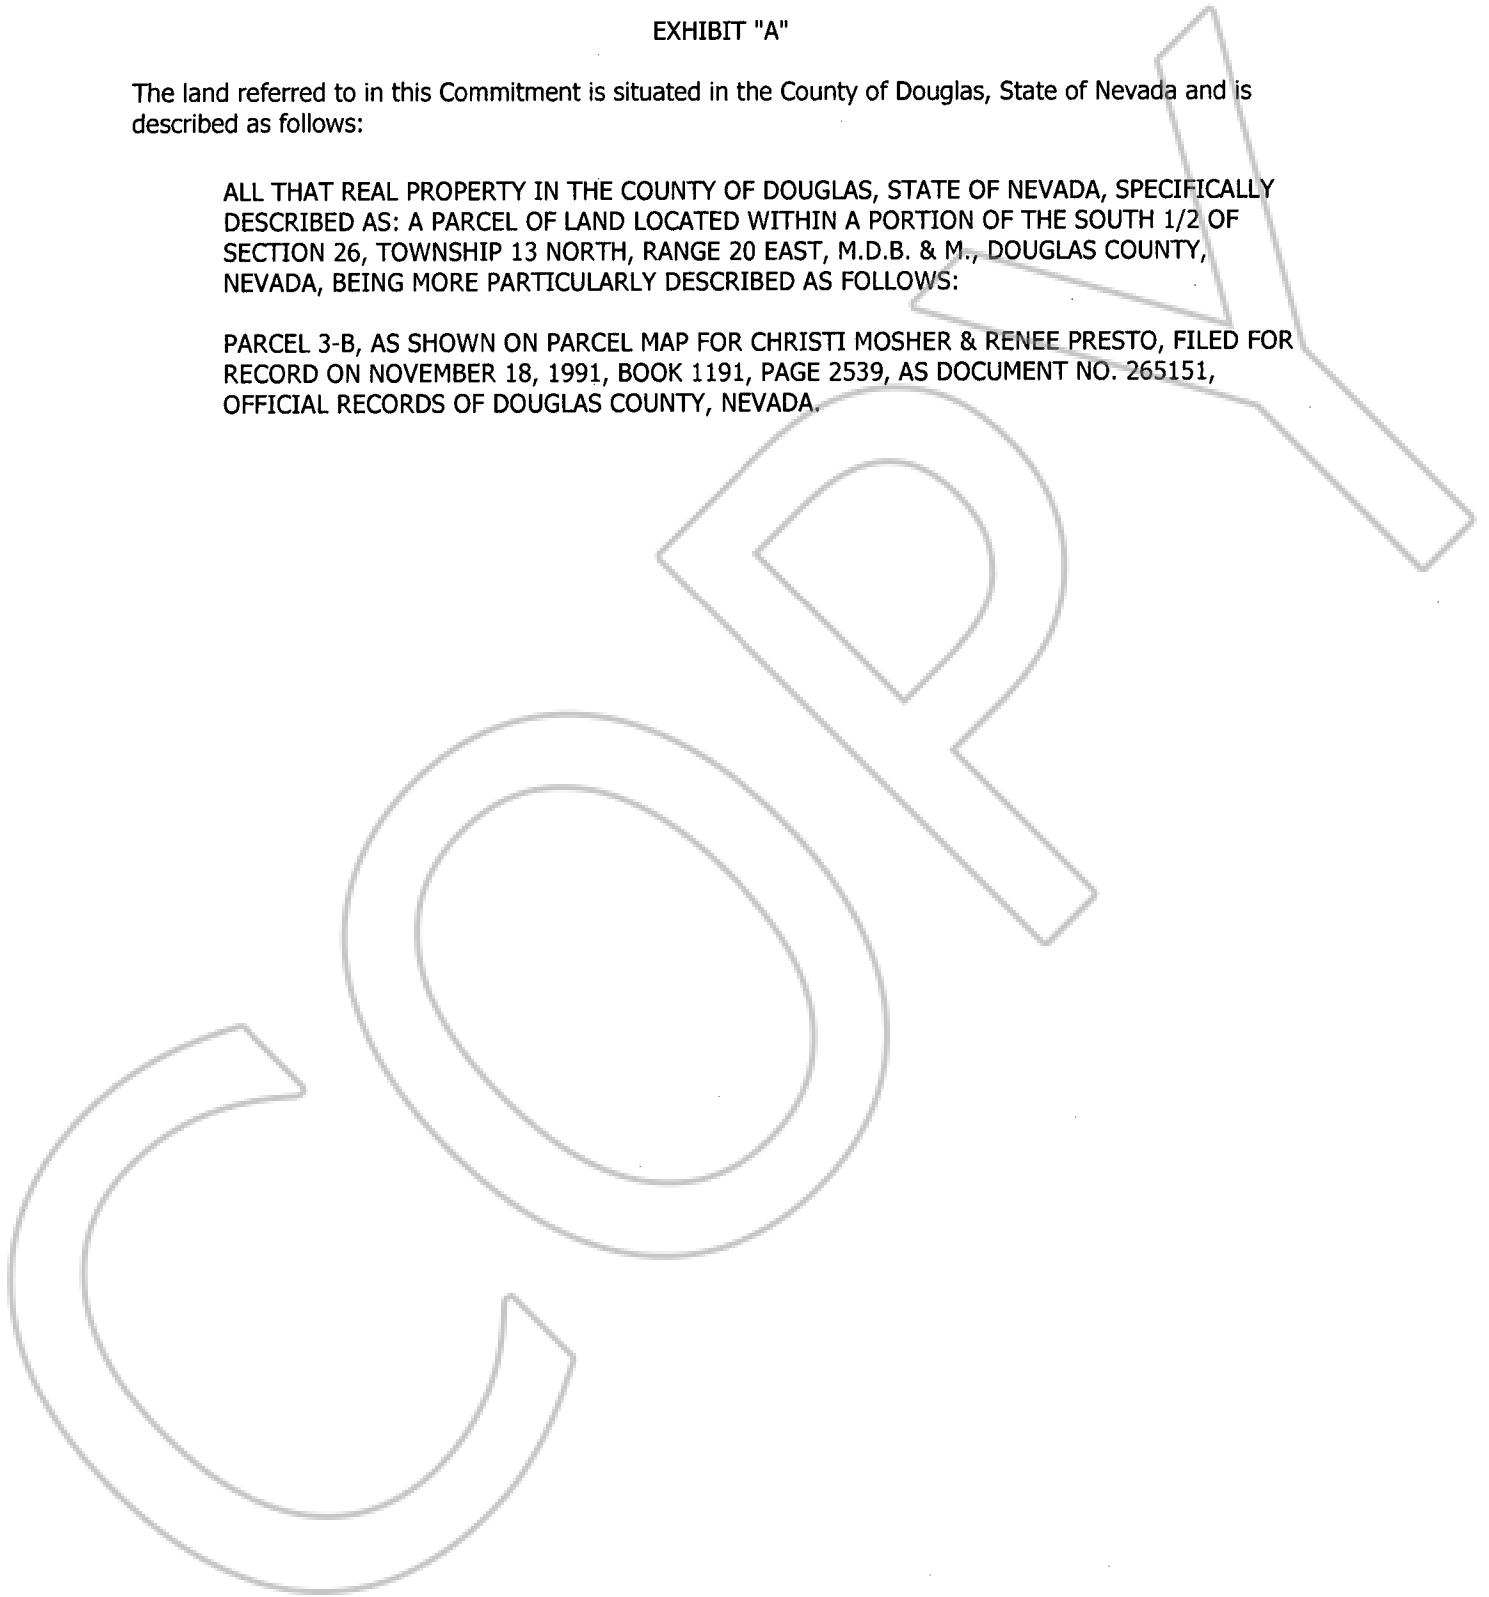 EXHIBIT "A"
The land referred to in this Commitment is situated in the County of Douglas, State of Nevada and is
described as follows:
ALL THAT REAL PROPERTY IN THE COUNTY OF DOUGLAS, STATE OF NEVADA, SPECIFICALLY
DESCRIBED AS: A PARCEL OF LAND LOCATED WITHIN A PORTION OF THE SOUTH 1/2 OF
SECTION 26, TOWNSHIP 13 NORTH, RANGE 20 EAST, M.D.B. & M., DOUGLAS COUNTY,
NEVADA, BEING MORE PARTICULARLY DESCRIBED AS FOLLOWS:
PARCEL 3-B, AS SHOWN ON PARCEL MAP FOR CHRISTI MOSHER & RENEE PRESTO, FILED FOR
RECORD ON NOVEMBER 18, 1991, BOOK 1191, PAGE 2539, AS DOCUMENT NO. 265151,
OFFICIAL RECORDS OF DOUGLAS COUNTY, NEVADA.
COPY